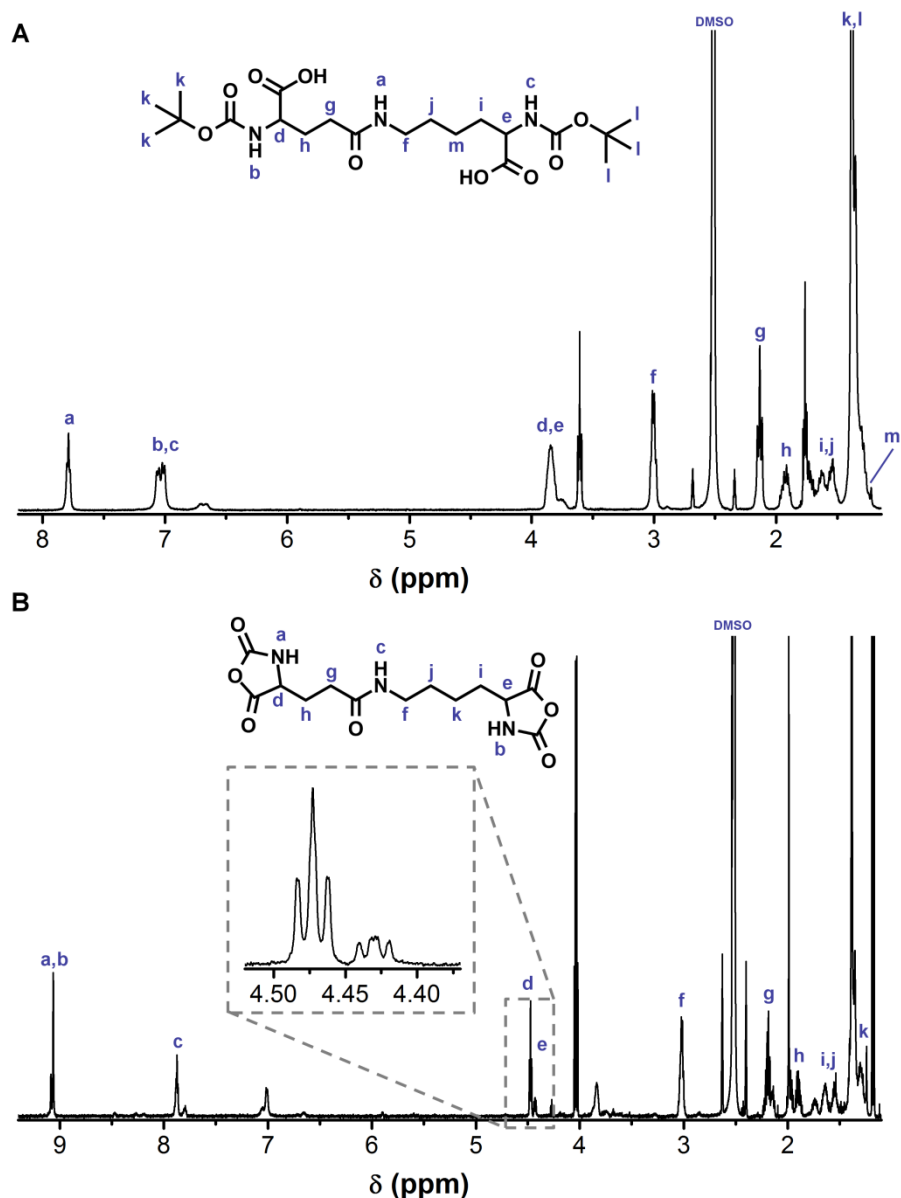 A
DMSO
k,l
k
k
k
O
OH
O
O
N
H
b
d
h
g
O
a
H
N
f
j
m
i
e
c
H
N
HO
O
O
O
l
l
l
a
b,c
d,e
f
g
h
i,j
m
8 7 6 5 4 3 2
δ (ppm)
B
DMSO
O
a
NH
O
O
d
h
g
O
c
H
N
f
j
k
i
e
O
O
HN
b
O
4.50 4.45 4.40
a,b
c
d
e
f
g
h
i,j
k
9 8 7 6 5 4 3 2
δ (ppm)